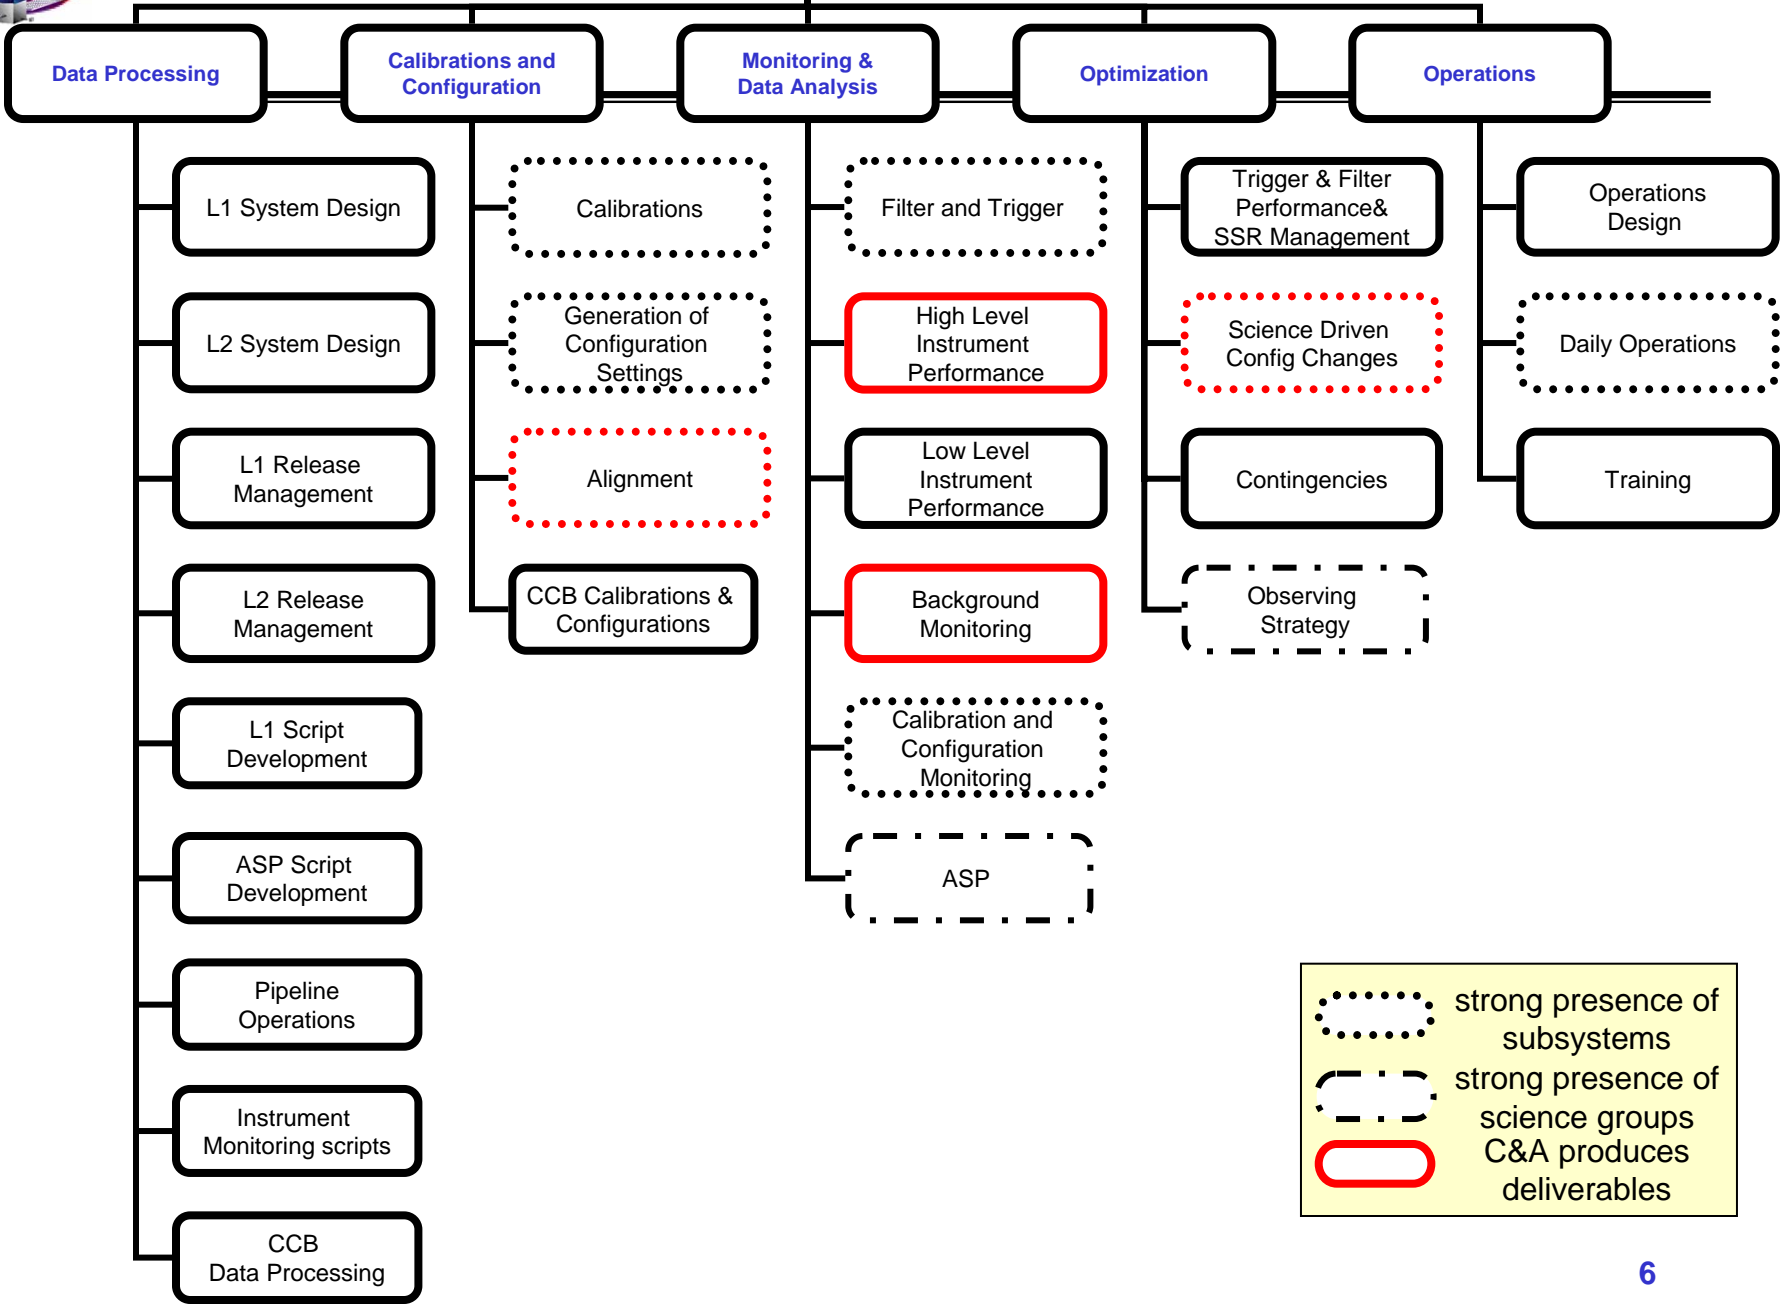 Data Processing
Calibrations and
Configuration
Monitoring &
Data Analysis
Optimization
Operations
L1 System Design
L2 System Design
L1 Release
Management
L2 Release
Management
L1 Script
Development
ASP Script
Development
Pipeline
Operations
Instrument
Monitoring scripts
CCB
Data Processing
Calibrations
Generation of
Configuration
Settings
Alignment
CCB Calibrations &
Configurations
Filter and Trigger
High Level
Instrument
Performance
Low Level
Instrument
Performance
Background
Monitoring
Calibration and
Configuration
Monitoring
ASP
Trigger & Filter
Performance&
SSR Management
Science Driven
Config Changes
Contingencies
Observing
Strategy
Operations
Design
Daily Operations
Training
strong presence of
subsystems
strong presence of
science groups
C&A produces
deliverables
6